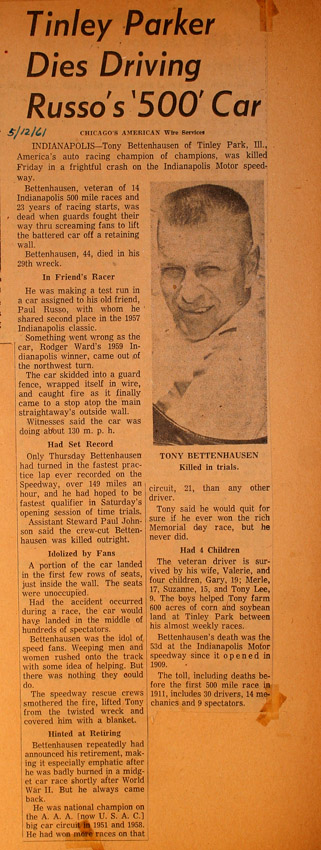 Tinley Parker
Dies Driving
Russo's '500' Car
5/12/61
CHICAGO'S AMERICAN Wire Services
INDIANAPOLIS—Tony Bettenhausen of Tinley Park, Ill.,
America's auto racing champion of champions, was killed
Friday in a frightful crash on the Indianapolis Motor speed-
way.
Bettenhausen, veteran of 14
Indianapolis 500 mile races and
23 years of racing starts, was
dead when guards fought their
way thru screaming fans to lift
the battered car off a retaining
wall.
Bettenhausen, 44, died in his
29th wreck.
In Friend's Racer
He was making a test run in
a car assigned to his old friend,
Paul Russo, with whom he
shared second place in the 1957
Indianapolis classic.
Something went wrong as the
car, Rodger Ward's 1959 In-
dianapolis winner, came out of
the northwest turn.
The car skidded into a guard
fence, wrapped itself in wire,
and caught fire as it finally
came to a stop atop the main
straightaway's outside wall.
Witnesses said the car was
doing about 130 m. p. h.
Had Set Record
Only Thursday Bettenhausen
had turned in the fastest prac-
tice lap ever recorded on the
Speedway, over 149 miles an
hour, and he had hoped to be
fastest qualifier in Saturday's
opening session of time trials.
Assistant Steward Paul John-
son said the crew-cut Betten-
hausen was killed outright.
Idolized by Fans
A portion of the car landed
in the first few rows of seats,
just inside the wall. The seats
were unoccupied.
Had the accident occurred
during a race, the car would
have landed in the middle of
hundreds of spectators.
Bettenhausen was the idol of
speed fans. Weeping men and
women rushed onto the track
with some idea of helping. But
there was nothing they could
do.
The speedway rescue crews
smothered the fire, lifted Tony
from the twisted wreck and
covered him with a blanket.
Hinted at Retiring
Bettenhausen repeatedly had
announced his retirement, mak-
ing it especially emphatic after
he was badly burned in a midg-
et car race shortly after World
War II. But he always came
back.
He was national champion on
the A. A. A. [now U. S. A. C.]
big car circuit in 1951 and 1958.
He had won more races on that
TONY BETTENHAUSEN
Killed in trials.
circuit, 21, than any other
driver.
Tony said he would quit for
sure if he ever won the rich
Memorial day race, but he
never did.
Had 4 Children
The veteran driver is sur-
vived by his wife, Valerie, and
four children, Gary, 19; Merle,
17, Suzanne, 15, and Tony Lee,
9. The boys helped Tony farm
600 acres of corn and soybean
land at Tinley Park between
his almost weekly races.
Bettenhausen's death was the
53d at the Indianapolis Motor
speedway since it opened in
1909.
The toll, including deaths be-
fore the first 500 mile race in
1911, includes 30 drivers, 14 me-
chanics and 9 spectators.